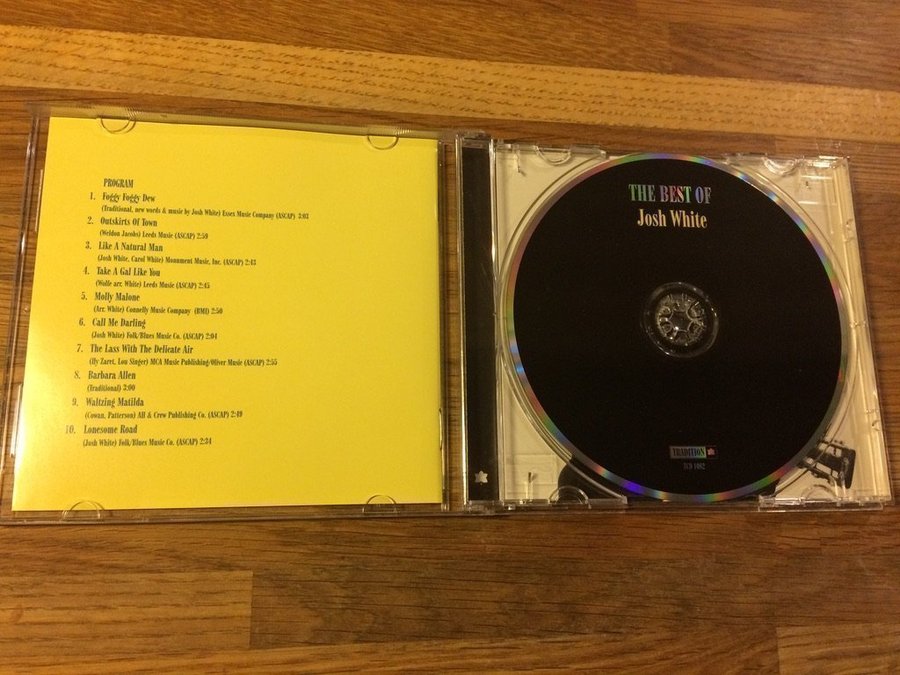 PROGRAM
1. Foggy Foggy Dew
(Traditional, new words & music by Josh White) Essex Music Company (ASCAP) 3:03
2. Outskirts Of Town
(Weldon Jacobs) Leeds Music (ASCAP) 2:59
3. Like A Natural Man
(Josh White, Carol White) Monument Music, Inc. (ASCAP) 2:43
4. Take A Gal Like You
(Wolfe arr. White) Leeds Music (ASCAP) 2:45
5. Molly Malone
(Arr. White) Connelly Music Company (BMI) 2:50
6. Call Me Darling
(Josh White) Folk/Blues Music Co. (ASCAP) 2:04
7. The Lass With The Delicate Air
(Hy Zaret, Lou Singer) MCA Music Publishing/Oliver Music (ASCAP) 2:55
8. Barbara Allen
(Traditional) 3:00
9. Waltzing Matilda
(Cowan, Patterson) AB & Crew Publishing Co. (ASCAP) 2:49
10. Lonesome Road
(Josh White) Folk/Blues Music Co. (ASCAP) 2:34
THE BEST OF
Josh White
TRADITION
TCD 1082